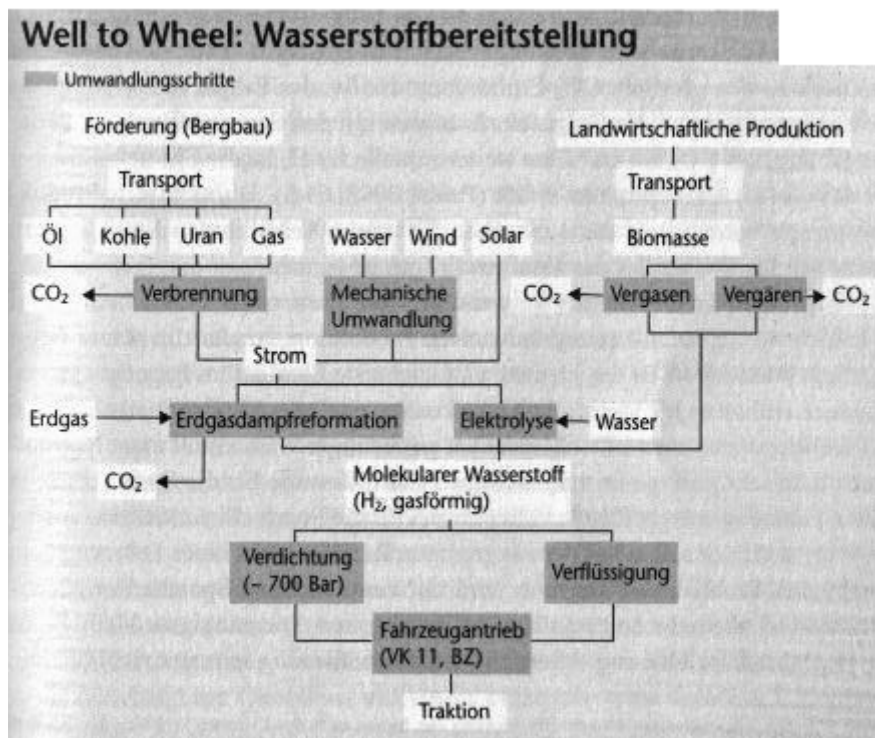 Well to Wheel: Wasserstoffbereitstellung
Umwandlungsschritte
Förderung (Bergbau)
Landwirtschaftliche Produktion
Transport
Transport
Öl Kohle Uran Gas Wasser Wind Solar
Biomasse
CO₂
Verbrennung
Mechanische
Umwandlung
CO₂
Vergasen
Vergären
CO₂
Strom
Erdgas
Erdgasdampfreformation
Elektrolyse
Wasser
CO₂
Molekularer Wasserstoff
(H₂, gasförmig)
Verdichtung
(~ 700 Bar)
Verflüssigung
Fahrzeugantrieb
(VK 11, BZ)
Traktion